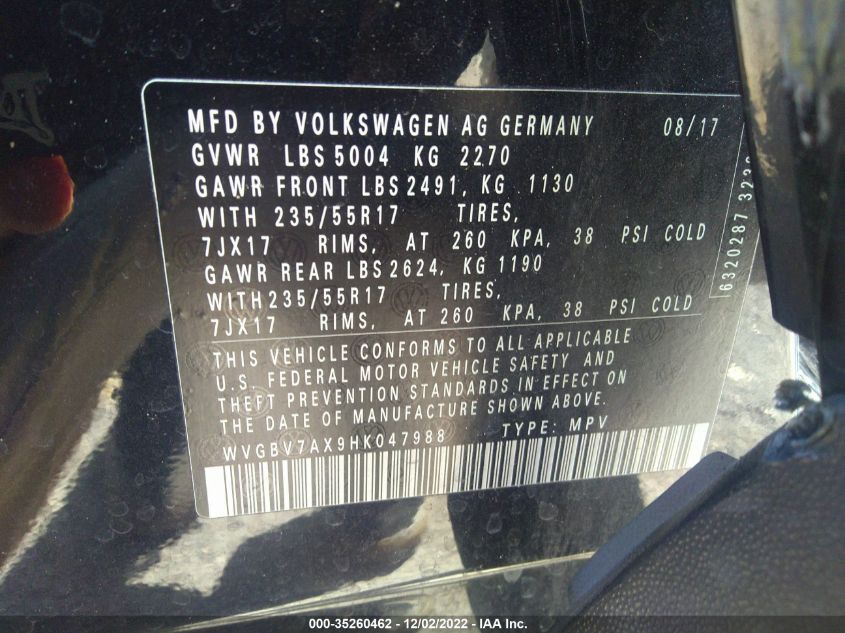 MFD BY VOLKSWAGEN AG GERMANY 08/17
GVWR LBS 5004 KG 2270
GAWR FRONT LBS 2491, KG 1130
WITH 235/55R17 TIRES,
7JX17 RIMS, AT 260 KPA, 38 PSI COLD
GAWR REAR LBS 2624, KG 1190
WITH 235/55R17 TIRES,
7JX17 RIMS, AT 260 KPA, 38 PSI COLD
THIS VEHICLE CONFORMS TO ALL APPLICABLE
U.S. FEDERAL MOTOR VEHICLE SAFETY AND
THEFT PREVENTION STANDARDS IN EFFECT ON
THE DATE OF MANUFACTURE SHOWN ABOVE.
WVGBV7AX9HK047988 TYPE: MPV
6320287
000-35260462 - 12/02/2022 - IAA Inc.